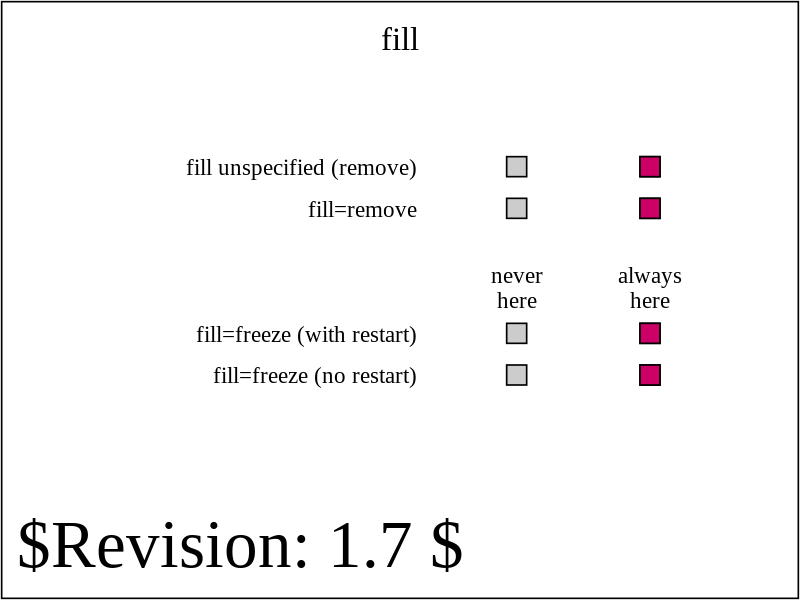 fill
fill unspecified (remove)
fill=remove
never
here
always
here
fill=freeze (with restart)
fill=freeze (no restart)
$Revision: 1.7 $